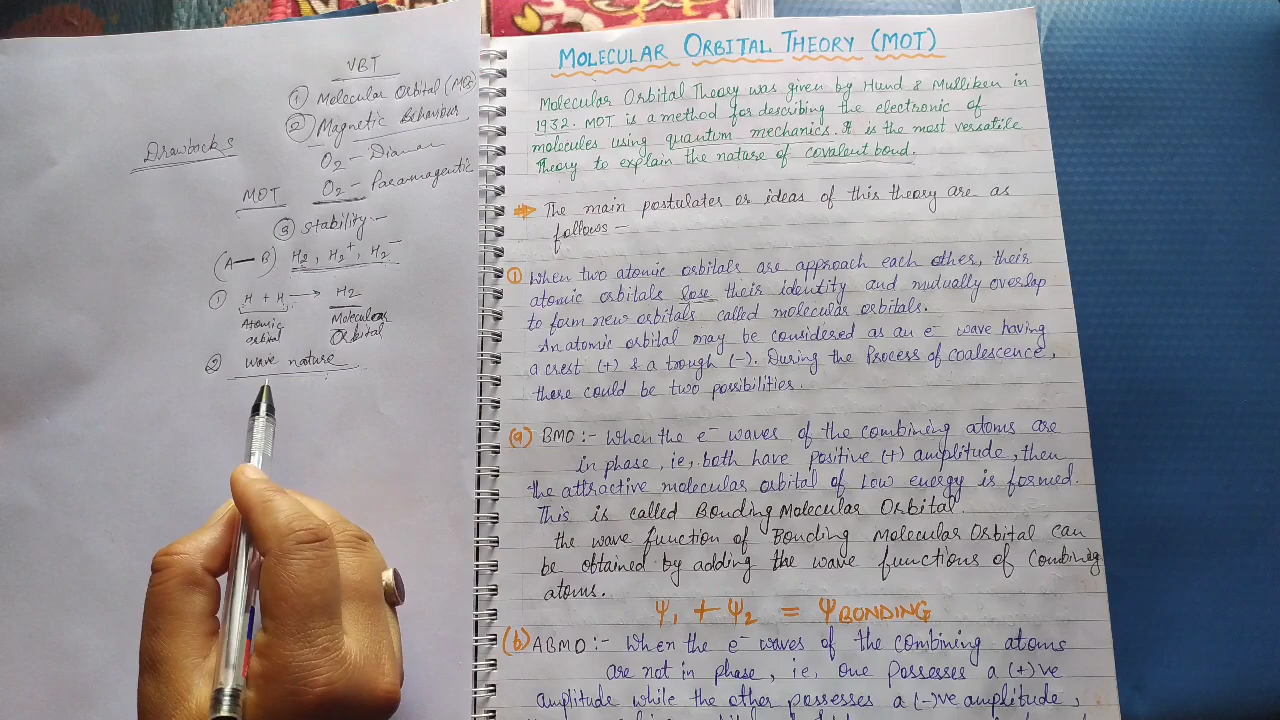 VBT
① Molecular Orbital (MOs)
② Magnetic Behaviour
Drawbacks
O2 - Diaman
MOT
O2 - Paramagentic
③ Stability:-
(A — B) H2, H2+, H2-
① H + H → H2
Atomic orbital
Molecular Orbital
② wave nature
MOLECULAR ORBITAL THEORY (MOT)
Molecular Orbital Theory was given by Hund & Mulliken in
1932. MOT is a method for describing the electronic of
molecules using quantum mechanics. It is the most versatile
Theory to explain the nature of covalent bond.
⇒ The main postulates or ideas of this theory are as
follows -
① When two atomic orbitals are approach each other, their
atomic orbitals lose their identity and mutually overlap
to form new orbitals called molecular orbitals.
An atomic orbital may be considered as an e- wave having
a crest (+) & a trough (-). During the Process of coalescence,
there could be two possibilities.
(a) BMO :- When the e- waves of the combining atoms are
in phase, ie, both have positive (+) amplitude, then
the attractive molecular orbital of Low energy is formed.
This is called Bonding Molecular Orbital.
the wave function of Bonding Molecular Orbital can
be obtained by adding the wave functions of Combining
atoms.
Ψ1 + Ψ2 = Ψ BONDING
(b) ABMO :- When the e- waves of the combining atoms
are not in phase, ie, one possesses a (+)ve
amplitude while the other possesses a (-)ve amplitude,